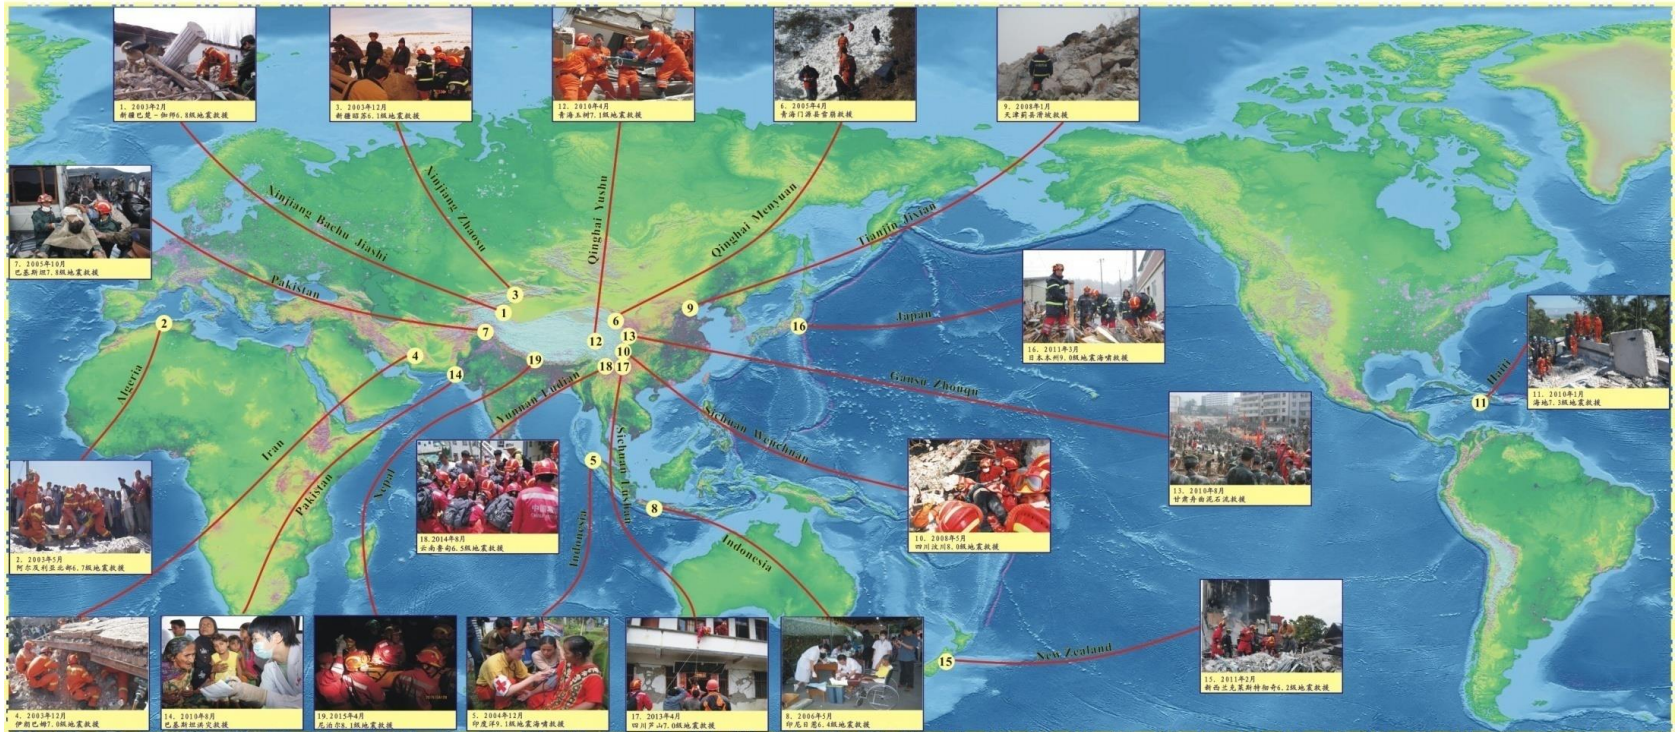 1. 2003年2月
新疆巴楚-伽师6.8级地震救援
3. 2003年12月
新疆昭苏6.1级地震救援
12. 2010年4月
青海玉树7.1级地震救援
6. 2005年4月
青海门源县雪崩救援
9. 2008年1月
天津蓟县滑坡救援
7. 2005年10月
巴基斯坦7.8级地震救援
Xinjiang Bachu Jiashi
Xinjiang Zhaosu
Qinghai Yushu
Qinghai Menyuan
Tianjin Jixian
Pakistan
3
1
7
6
9
12
13
10
18
17
19
2
4
14
16
Japan
16. 2011年3月
日本本州9.0级地震海啸救援
Haiti
11
11. 2010年1月
海地7.3级地震救援
Algeria
Iran
Pakistan
Nepal
Yunnan Ludian
Gansu Zhouqu
Sichuan Wenchuan
Sichuan Lushan
5
8
Indonesia
Indonesia
2. 2003年5月
阿尔及利亚北部6.7级地震救援
18. 2014年8月
云南鲁甸6.5级地震救援
10. 2008年5月
四川汶川8.0级地震救援
13. 2010年8月
甘肃舟曲泥石流救援
15
New Zealand
15. 2011年2月
新西兰克莱斯特彻奇6.2级地震救援
4. 2003年12月
伊朗巴姆7.0级地震救援
14. 2010年8月
巴基斯坦洪灾救援
19. 2015年4月
尼泊尔8.1级地震救援
5. 2004年12月
印度洋9.1级地震海啸救援
17. 2013年4月
四川芦山7.0级地震救援
8. 2006年5月
印尼日惹6.4级地震救援